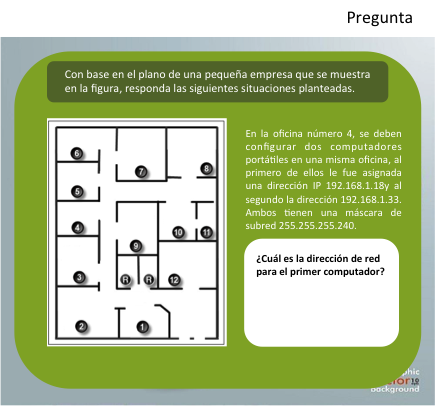 Pregunta
Con base en el plano de una pequeña empresa que se muestra
en la figura, responda las siguientes situaciones planteadas.
En la oficina número 4, se deben
configurar dos computadores
portátiles en una misma oficina, al
primero de ellos le fue asignada
una dirección IP 192.168.1.18y al
segundo la dirección 192.168.1.33.
Ambos tienen una máscara de
subred 255.255.255.240.
¿Cuál es la dirección de red
para el primer computador?
6
7
8
5
4
10
11
9
3
R
R
12
2
1
background